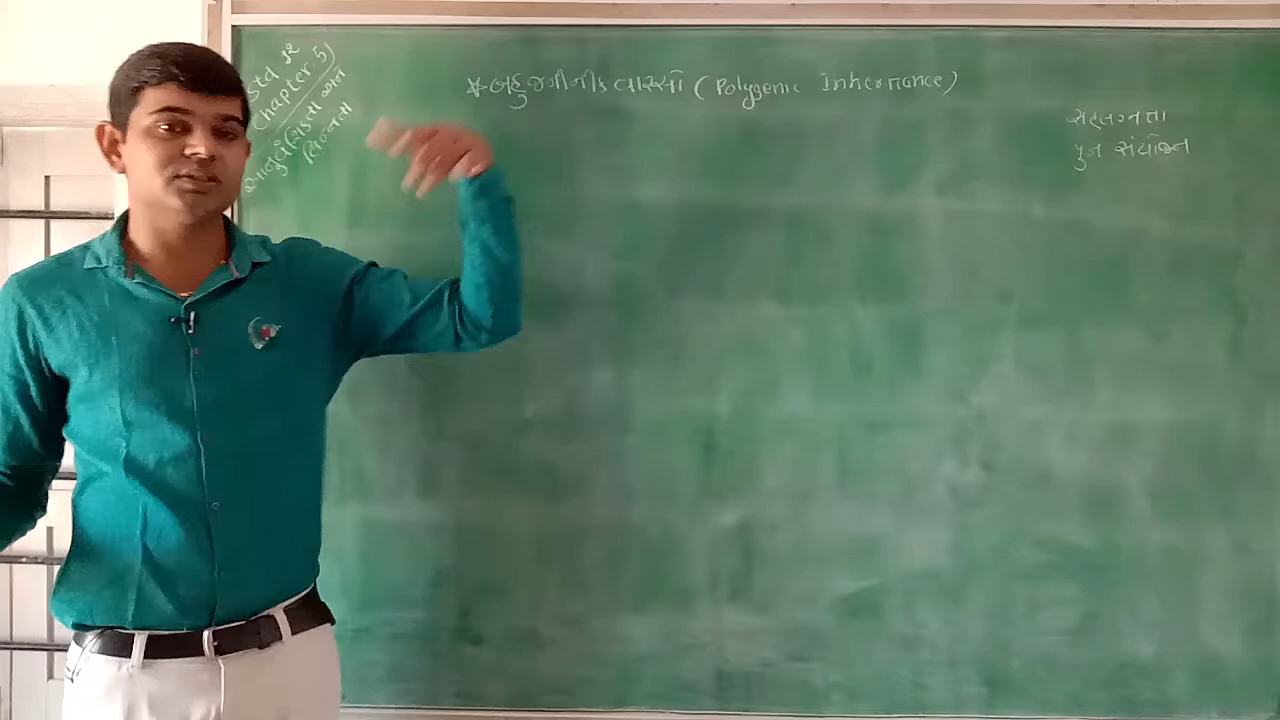 Std 12
Chapter 5)
આનુવંશિકતા અને
ભિન્નતા
* બહુજનીનીક વારસો (Polygenic Inheritance)
સહલગ્નતા
પુન સંયોજન